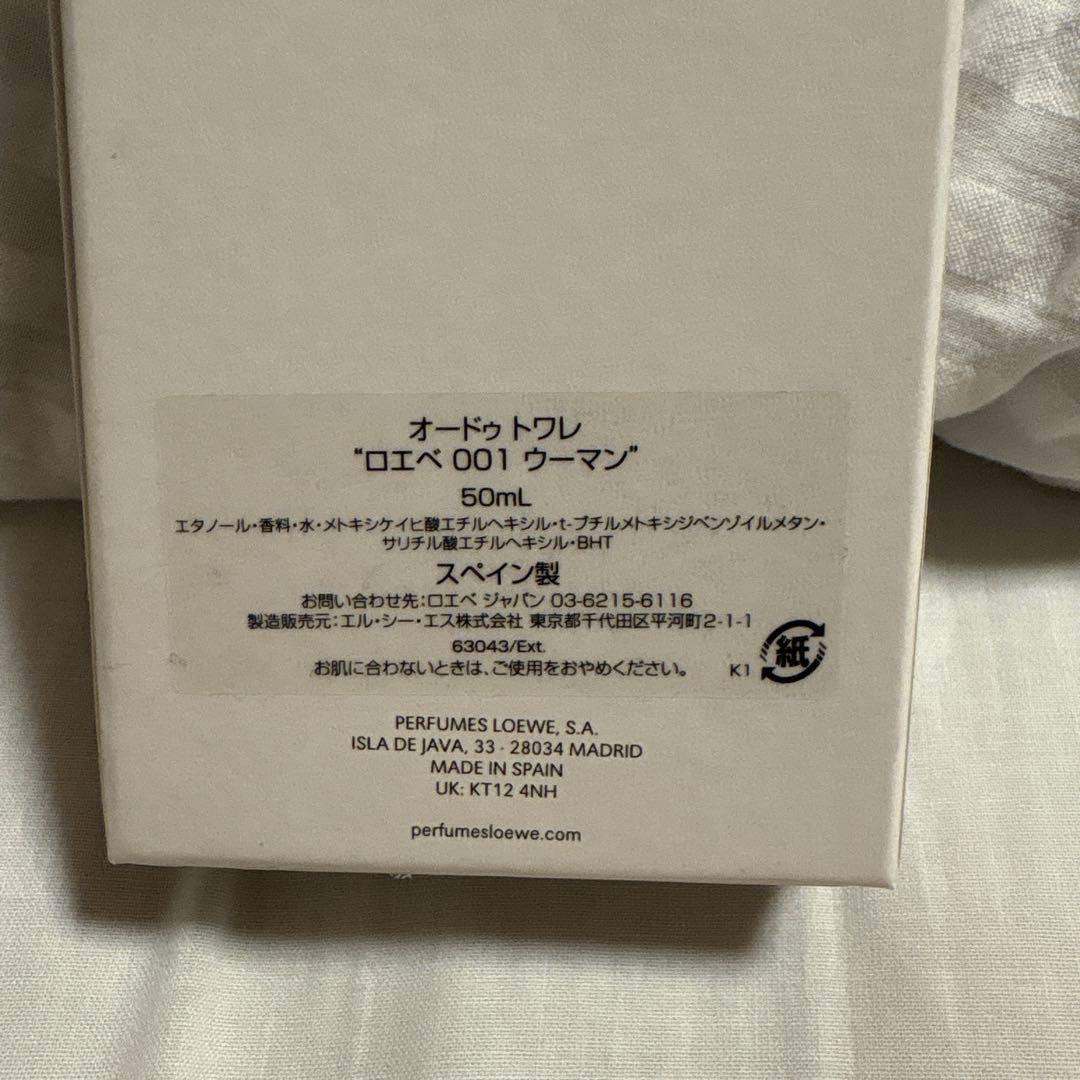 オードゥ トワレ
“ロエベ 001 ウーマン”
50mL
エタノール・香料・水・メトキシケイヒ酸エチルヘキシル・t-ブチルメトキシジベンゾイルメタン・
サリチル酸エチルヘキシル・BHT
スペイン製
お問い合わせ先:ロエベ ジャパン 03-6215-6116
製造販売元:エル・シー・エス株式会社 東京都千代田区平河町2-1-1
63043/Ext.
お肌に合わないときは、ご使用をおやめください。 K1 紙
PERFUMES LOEWE, S.A.
ISLA DE JAVA, 33 - 28034 MADRID
MADE IN SPAIN
UK: KT12 4NH
perfumesloewe.com